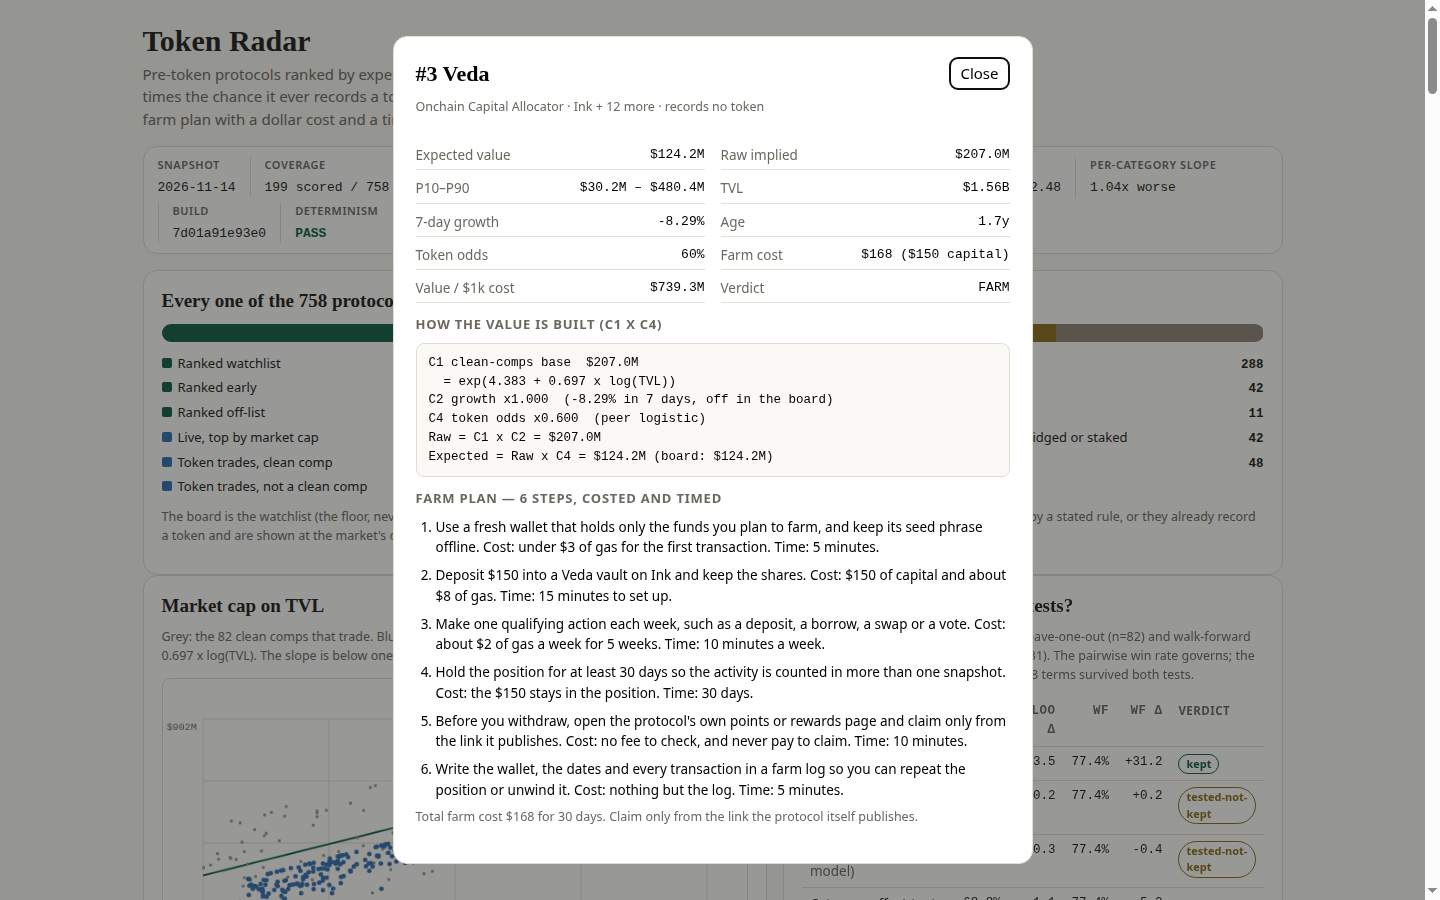 Token Radar
Pre-token protocols ranked by expe
times the chance it ever records a to
farm plan with a dollar cost and a ti
SNAPSHOT
2026-11-14
COVERAGE
199 scored / 758
2.48
PER-CATEGORY SLOPE
1.04x worse
BUILD
7d01a91e93e0
DETERMINISM
PASS
Every one of the 758 protoco
Ranked watchlist
Ranked early
Ranked off-list
Live, top by market cap
Token trades, clean comp
Token trades, not a clean comp
288
42
11
idged or staked 42
48
The board is the watchlist (the floor, nev
a token and are shown at the market's c
by a stated rule, or they already record
Market cap on TVL
Grey: the 82 clean comps that trade. Blu
0.697 x log(TVL). The slope is below one
$902M
ests?
ave-one-out (n=82) and walk-forward
31). The pairwise win rate governs; the
8 terms survived both tests.
LOO Δ WF WF Δ VERDICT
3.5 77.4% +31.2 kept
0.2 77.4% +0.2 tested-not-kept
0.3 77.4% -0.4 tested-not-kept
model)
#3 Veda
Close
Onchain Capital Allocator · Ink + 12 more · records no token
Expected value $124.2M
Raw implied $207.0M
P10–P90 $30.2M – $480.4M
TVL $1.56B
7-day growth -8.29%
Age 1.7y
Token odds 60%
Farm cost $168 ($150 capital)
Value / $1k cost $739.3M
Verdict FARM
HOW THE VALUE IS BUILT (C1 X C4)
C1 clean-comps base $207.0M
= exp(4.383 + 0.697 x log(TVL))
C2 growth x1.000 (-8.29% in 7 days, off in the board)
C4 token odds x0.600 (peer logistic)
Raw = C1 x C2 = $207.0M
Expected = Raw x C4 = $124.2M (board: $124.2M)
FARM PLAN — 6 STEPS, COSTED AND TIMED
1. Use a fresh wallet that holds only the funds you plan to farm, and keep its seed phrase
offline. Cost: under $3 of gas for the first transaction. Time: 5 minutes.
2. Deposit $150 into a Veda vault on Ink and keep the shares. Cost: $150 of capital and about
$8 of gas. Time: 15 minutes to set up.
3. Make one qualifying action each week, such as a deposit, a borrow, a swap or a vote. Cost:
about $2 of gas a week for 5 weeks. Time: 10 minutes a week.
4. Hold the position for at least 30 days so the activity is counted in more than one snapshot.
Cost: the $150 stays in the position. Time: 30 days.
5. Before you withdraw, open the protocol's own points or rewards page and claim only from
the link it publishes. Cost: no fee to check, and never pay to claim. Time: 10 minutes.
6. Write the wallet, the dates and every transaction in a farm log so you can repeat the
position or unwind it. Cost: nothing but the log. Time: 5 minutes.
Total farm cost $168 for 30 days. Claim only from the link the protocol itself publishes.